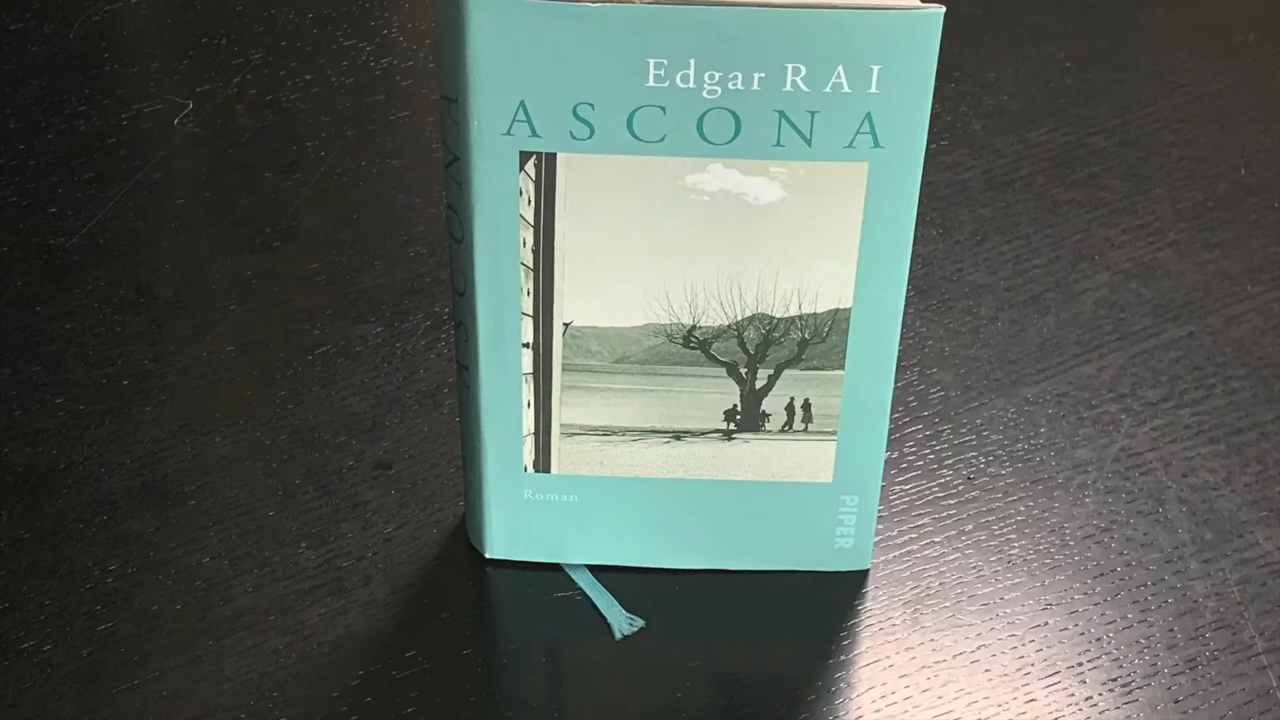 Edgar RAI
ASCONA
Roman
PIPER
ASCONA